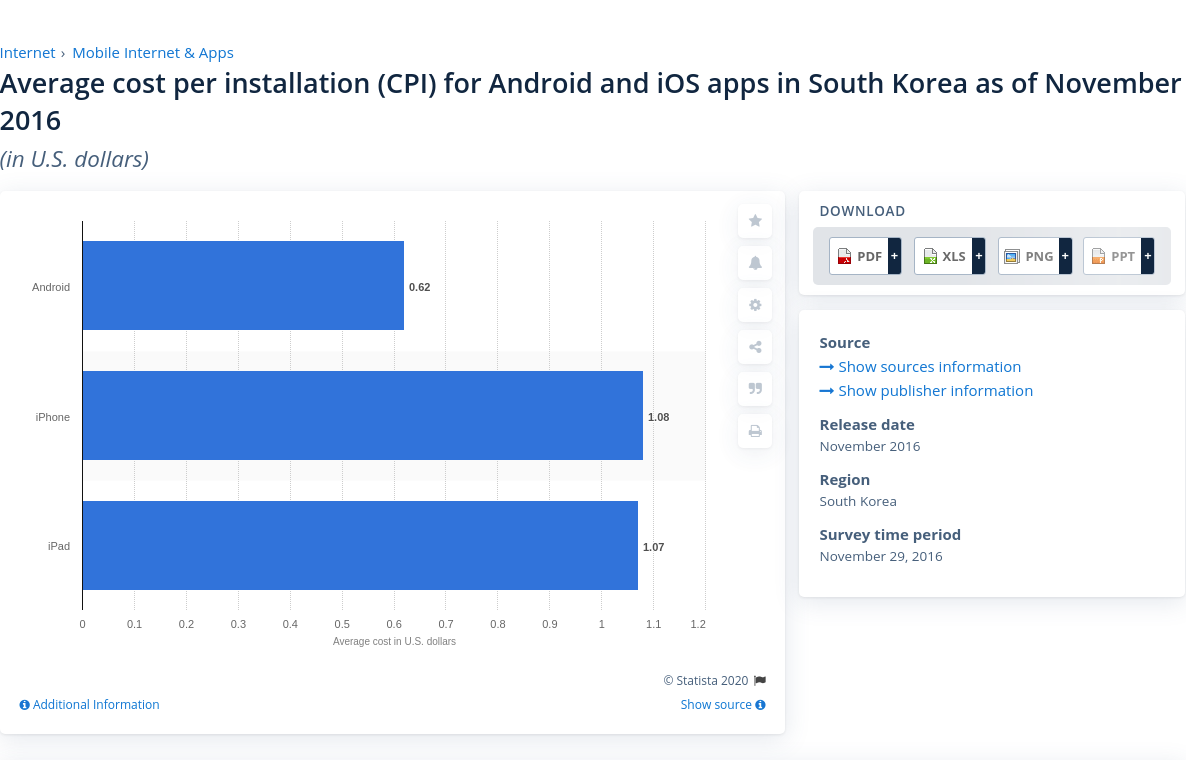 Internet › Mobile Internet & Apps
Average cost per installation (CPI) for Android and iOS apps in South Korea as of November
2016
(in U.S. dollars)
Android
0.62
iPhone
1.08
iPad
1.07
0 0.1 0.2 0.3 0.4 0.5 0.6 0.7 0.8 0.9 1 1.1 1.2
Average cost in U.S. dollars
© Statista 2020
Additional Information
Show source
DOWNLOAD
PDF + XLS + PNG + PPT +
Source
Show sources information
Show publisher information
Release date
November 2016
Region
South Korea
Survey time period
November 29, 2016